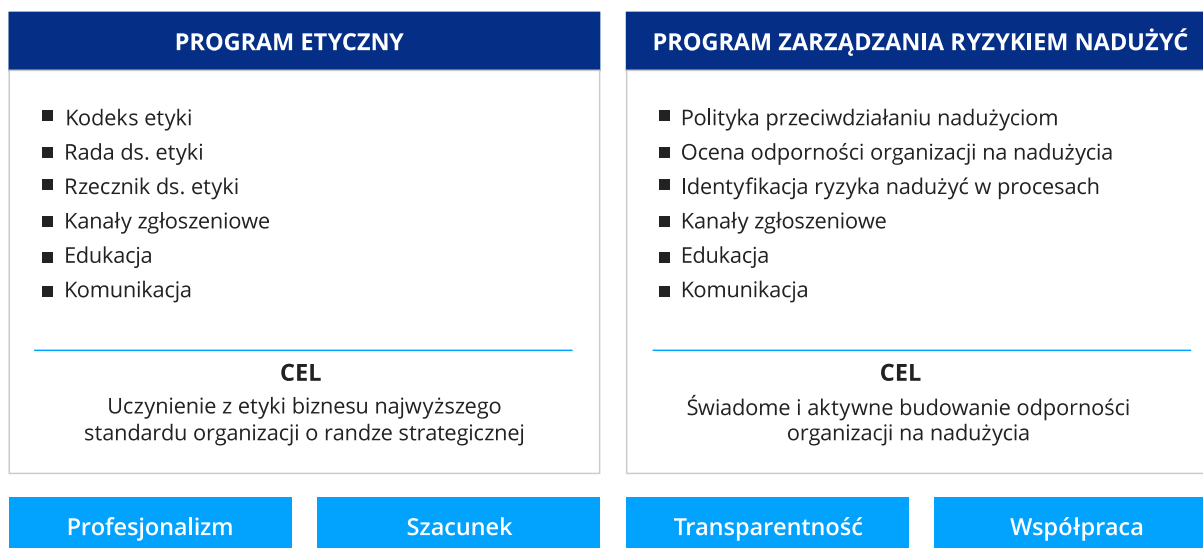 PROGRAM ETYCZNY
Kodeks etyki
Rada ds. etyki
Rzecznik ds. etyki
Kanały zgłoszeniowe
Edukacja
Komunikacja
CEL
Uczynienie z etyki biznesu najwyższego
standardu organizacji o randze strategicznej
PROGRAM ZARZĄDZANIA RYZYKIEM NADUŻYĆ
Polityka przeciwdziałaniu nadużyciom
Ocena odporności organizacji na nadużycia
Identyfikacja ryzyka nadużyć w procesach
Kanały zgłoszeniowe
Edukacja
Komunikacja
CEL
Świadome i aktywne budowanie odporności
organizacji na nadużycia
Profesjonalizm
Szacunek
Transparentność
Współpraca